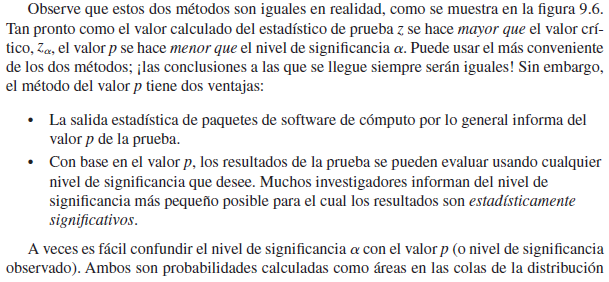 Observe que estos dos métodos son iguales en realidad, como se muestra en la figura 9.6.
Tan pronto como el valor calculado del estadístico de prueba z se hace mayor que el valor crí-
tico, zα, el valor p se hace menor que el nivel de significancia α. Puede usar el más conveniente
de los dos métodos; ¡las conclusiones a las que se llegue siempre serán iguales! Sin embargo,
el método del valor p tiene dos ventajas:
• La salida estadística de paquetes de software de cómputo por lo general informa del
valor p de la prueba.
• Con base en el valor p, los resultados de la prueba se pueden evaluar usando cualquier
nivel de significancia que desee. Muchos investigadores informan del nivel de
significancia más pequeño posible para el cual los resultados son estadísticamente
significativos.
A veces es fácil confundir el nivel de significancia α con el valor p (o nivel de significancia
observado). Ambos son probabilidades calculadas como áreas en las colas de la distribución